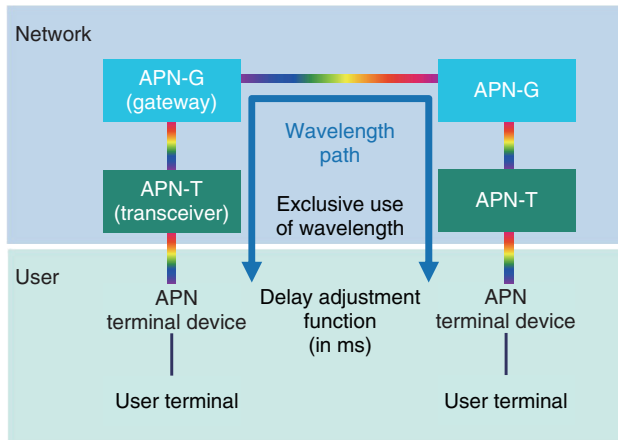 Network
APN-G
(gateway)
APN-G
Wavelength
path
APN-T
(transceiver)
APN-T
Exclusive use
of wavelength
User
APN
terminal device
Delay adjustment
function
(in ms)
APN
terminal device
User terminal
User terminal